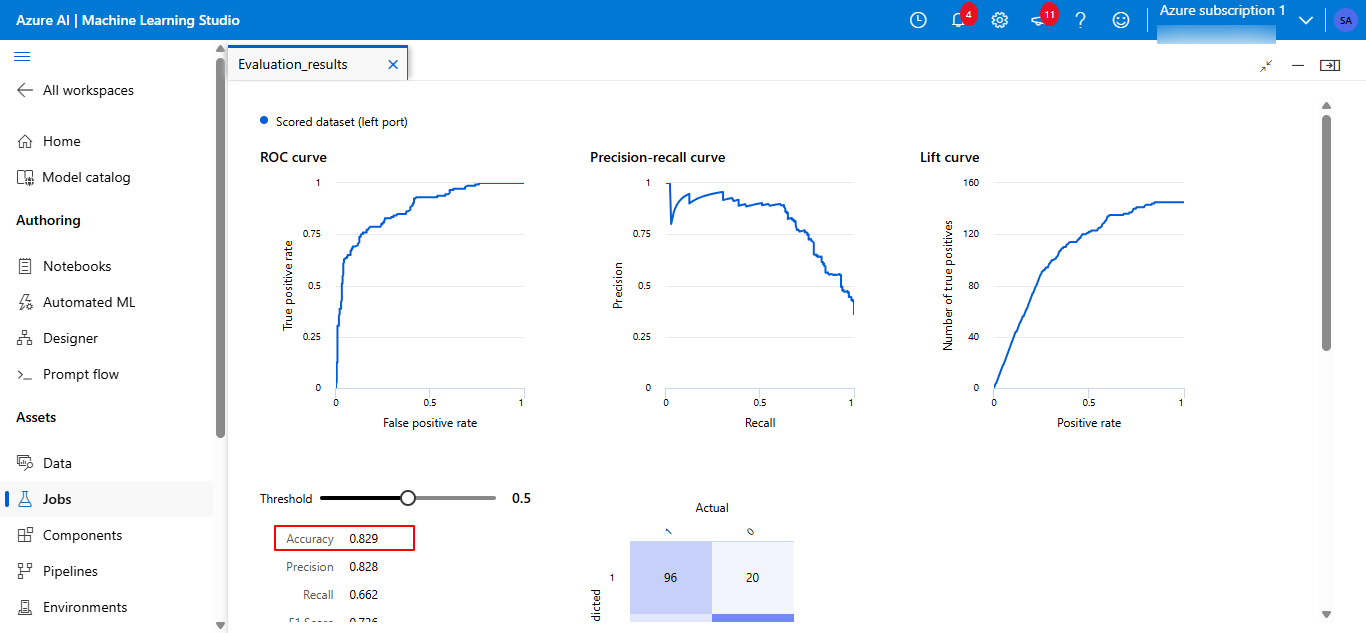 Azure AI | Machine Learning Studio
4
11
Azure subscription 1
SA
All workspaces
Home
Model catalog
Authoring
Notebooks
Automated ML
Designer
Prompt flow
Assets
Data
Jobs
Components
Pipelines
Environments
Evaluation_results
Scored dataset (left port)
ROC curve
1
0.75
0.5
0.25
0
True positive rate
0
0.5
1
False positive rate
Precision-recall curve
1
0.75
0.5
0.25
0
Precision
0
0.5
1
Recall
Lift curve
160
120
80
40
0
Number of true positives
0
0.5
1
Positive rate
Threshold 0.5
Accuracy 0.829
Precision 0.828
Recall 0.662
F1 Score 0.736
Actual
1 0
1 96 20
dicted